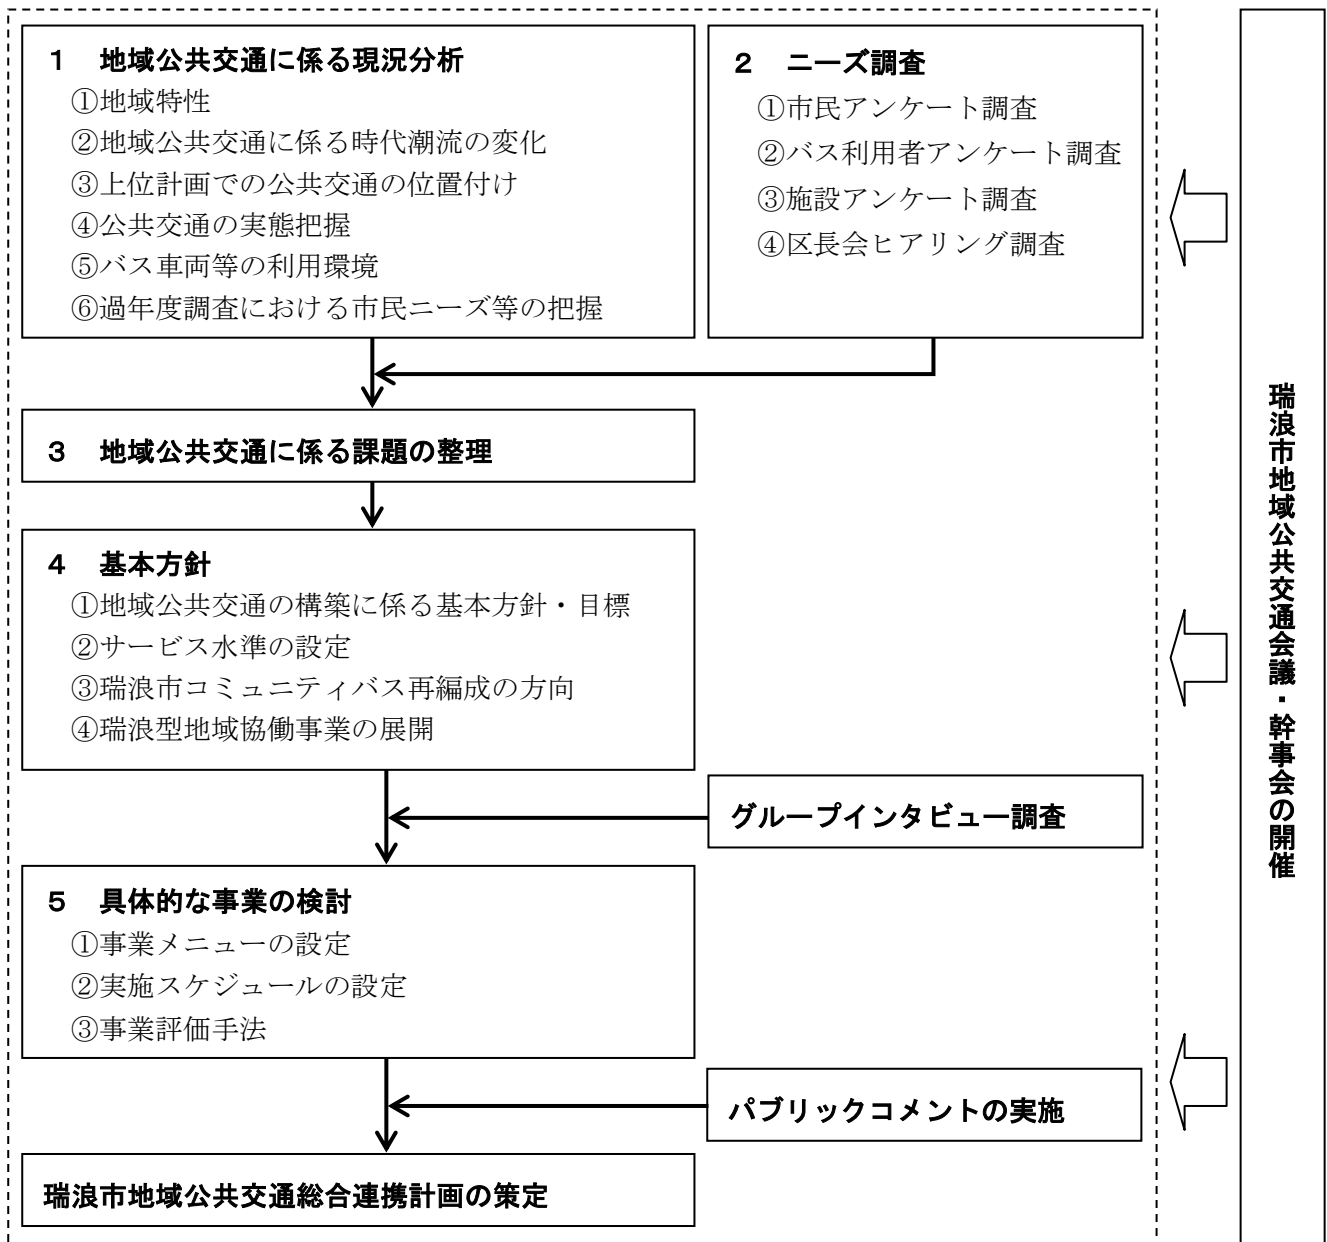 １　地域公共交通に係る現況分析
①地域特性
②地域公共交通に係る時代潮流の変化
③上位計画での公共交通の位置付け
④公共交通の実態把握
⑤バス車両等の利用環境
⑥過年度調査における市民ニーズ等の把握
２　ニーズ調査
①市民アンケート調査
②バス利用者アンケート調査
③施設アンケート調査
④区長会ヒアリング調査
３　地域公共交通に係る課題の整理
４　基本方針
①地域公共交通の構築に係る基本方針・目標
②サービス水準の設定
③瑞浪市コミュニティバス再編成の方向
④瑞浪型地域協働事業の展開
グループインタビュー調査
５　具体的な事業の検討
①事業メニューの設定
②実施スケジュールの設定
③事業評価手法
パブリックコメントの実施
瑞浪市地域公共交通総合連携計画の策定
瑞浪市地域公共交通会議・幹事会の開催